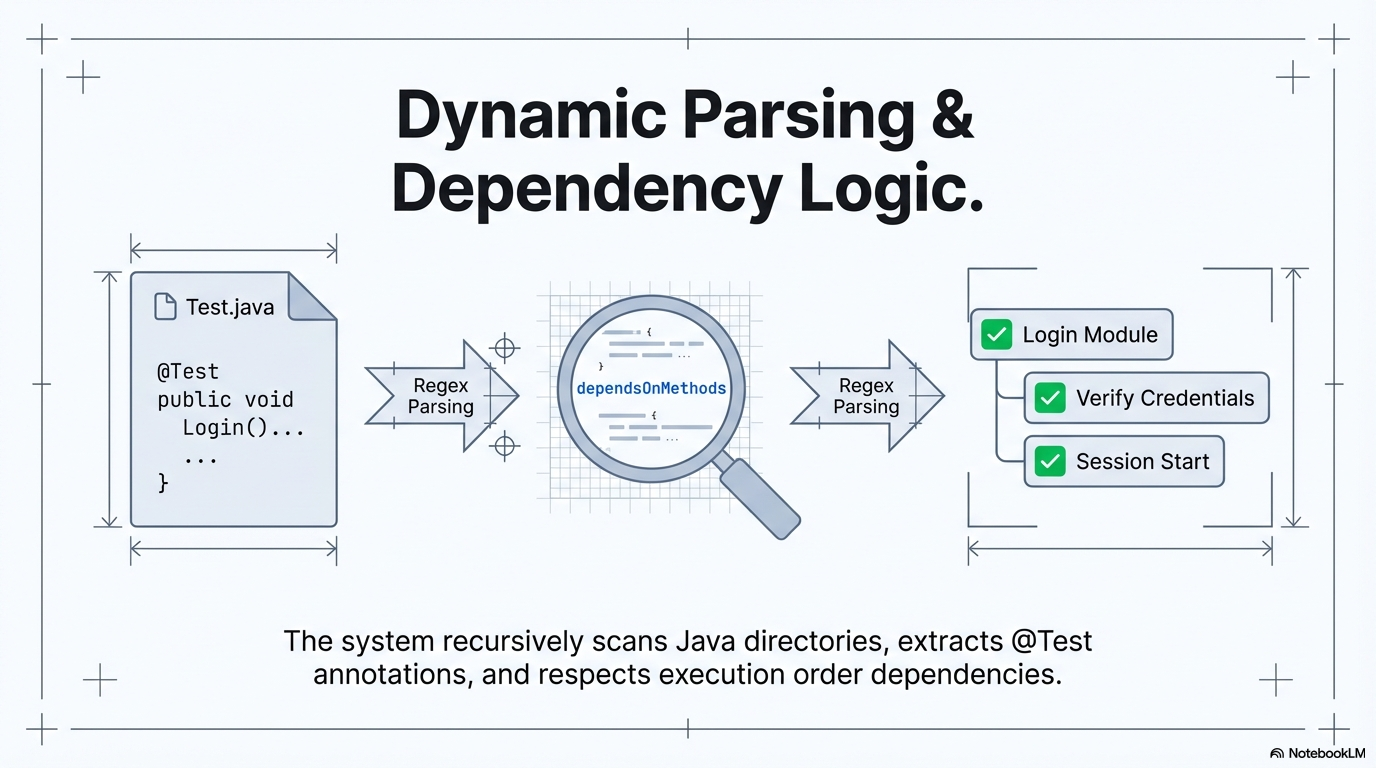 Dynamic Parsing &
Dependency Logic.
Test.java
@Test
public void
Login()...
...
}
Regex
Parsing
{
...
}
dependsOnMethods
{
...
Regex
Parsing
Login Module
Verify Credentials
Session Start
The system recursively scans Java directories, extracts @Test
annotations, and respects execution order dependencies.
NotebookLM